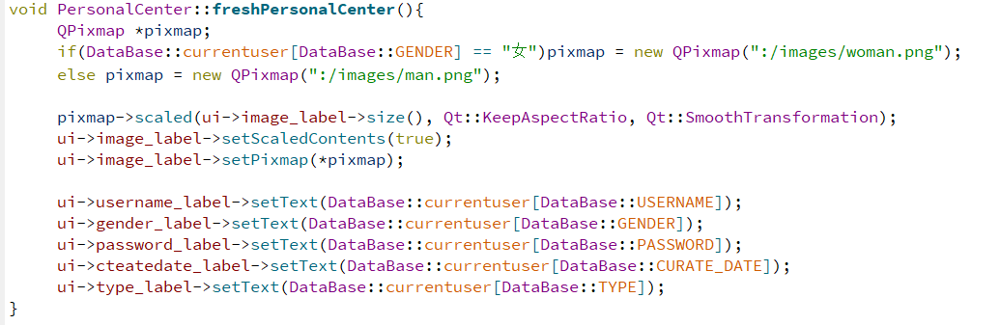 void PersonalCenter::freshPersonalCenter(){
QPixmap *pixmap;
if(DataBase::currentuser[DataBase::GENDER] == "女")pixmap = new QPixmap(":/images/woman.png");
else pixmap = new QPixmap(":/images/man.png");
pixmap->scaled(ui->image_label->size(), Qt::KeepAspectRatio, Qt::SmoothTransformation);
ui->image_label->setScaledContents(true);
ui->image_label->setPixmap(*pixmap);
ui->username_label->setText(DataBase::currentuser[DataBase::USERNAME]);
ui->gender_label->setText(DataBase::currentuser[DataBase::GENDER]);
ui->password_label->setText(DataBase::currentuser[DataBase::PASSWORD]);
ui->cteatedate_label->setText(DataBase::currentuser[DataBase::CURATE_DATE]);
ui->type_label->setText(DataBase::currentuser[DataBase::TYPE]);
}